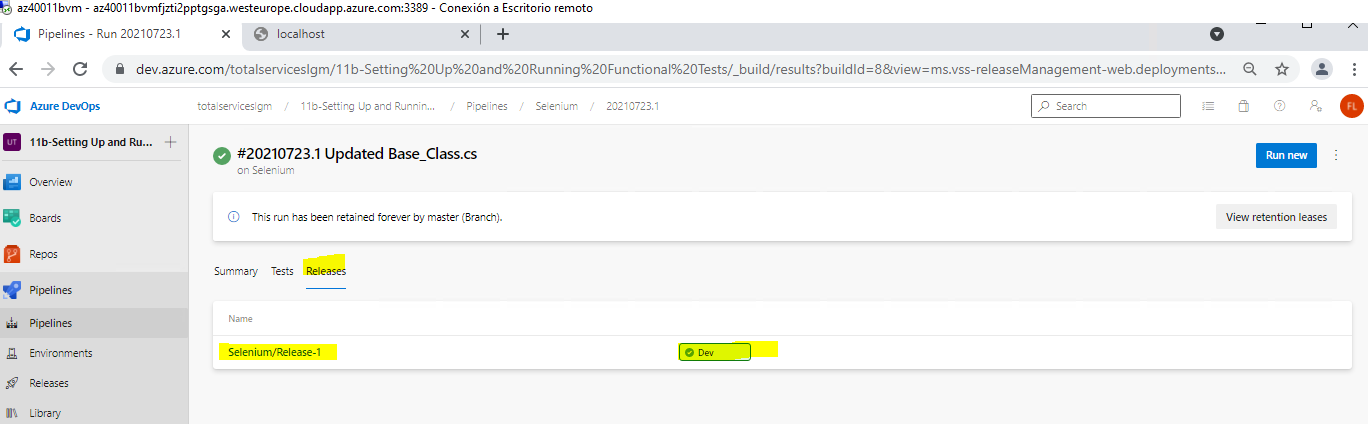 az40011bvm - az40011bvmfjzti2pptgsga.westeurope.cloudapp.azure.com:3389 - Conexión a Escritorio remoto
Pipelines - Run 20210723.1
localhost
dev.azure.com/totalserviceslgm/11b-Setting%20Up%20and%20Running%20Functional%20Tests/_build/results?buildId=8&view=ms.vss-releaseManagement-web.deployments...
Azure DevOps
totalserviceslgm / 11b-Setting Up and Runnin... / Pipelines / Selenium / 20210723.1
Search
FL
UT
11b-Setting Up and Ru...
#20210723.1 Updated Base_Class.cs
on Selenium
Run new
Overview
Boards
Repos
Pipelines
Pipelines
Environments
Releases
Library
This run has been retained forever by master (Branch).
View retention leases
Summary Tests Releases
Name
Selenium/Release-1
Dev